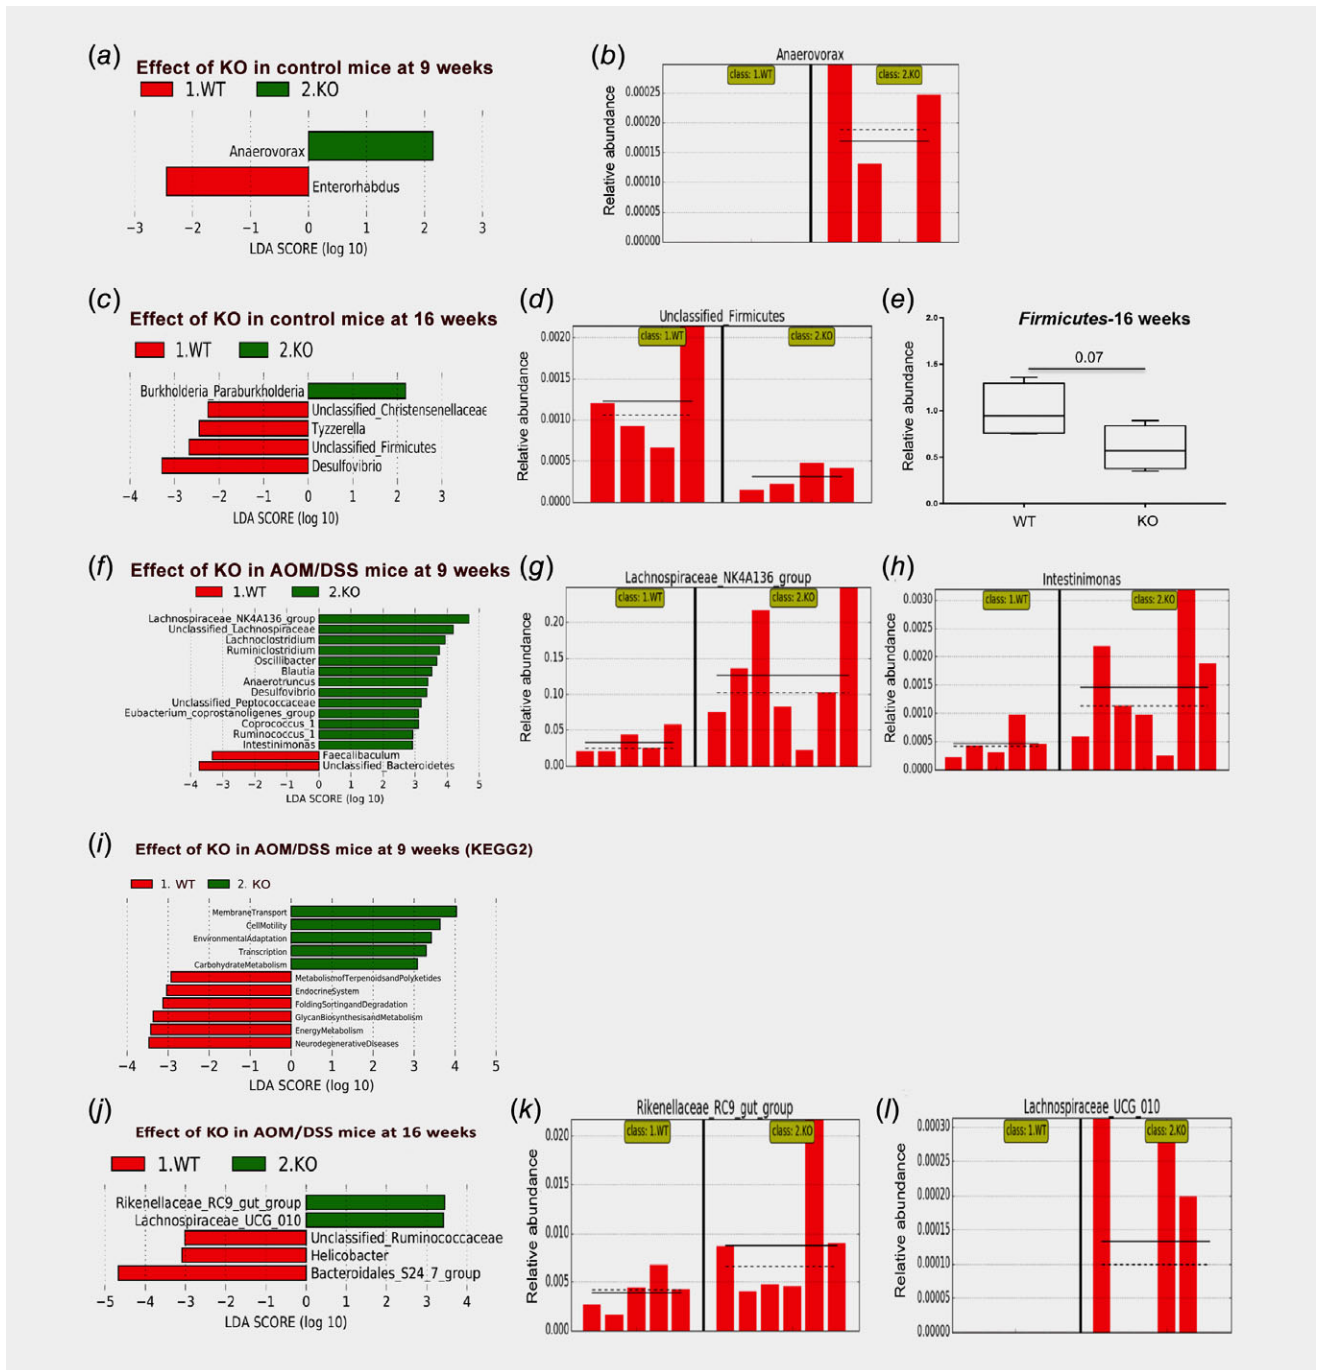 (a) Effect of KO in control mice at 9 weeks
1.WT 2.KO
Anaerovorax
Enterorhabdus
−3 −2 −1 0 1 2 3
LDA SCORE (log 10)
(b) Anaerovorax
class: 1.WT class: 2.KO
Relative abundance
0.00025
0.00020
0.00015
0.00010
0.00005
0.00000
(c) Effect of KO in control mice at 16 weeks
1.WT 2.KO
Burkholderia_Paraburkholderia
Unclassified_Christensenellaceae
Tyzzerella
Unclassified_Firmicutes
Desulfovibrio
−4 −3 −2 −1 0 1 2 3
LDA SCORE (log 10)
(d) Unclassified_Firmicutes
class: 1.WT class: 2.KO
Relative abundance
0.0020
0.0015
0.0010
0.0005
0.0000
(e) Firmicutes-16 weeks
0.07
Relative abundance
2.0
1.5
1.0
0.5
0.0
WT KO
(f) Effect of KO in AOM/DSS mice at 9 weeks
1.WT 2.KO
Lachnospiraceae_NK4A136_group
Unclassified_Lachnospiraceae
Lachnoclostridium
Ruminiclostridium
Oscillibacter
Blautia
Anaerotruncus
Desulfovibrio
Unclassified_Peptococcaceae
Eubacterium_coprostanoligenes_group
Coprococcus_1
Ruminococcus_1
Intestinimonas
Faecalibaculum
Unclassified_Bacteroidetes
−5 −4 −3 −2 −1 0 1 2 3 4 5
LDA SCORE (log 10)
(g) Lachnospiraceae_NK4A136_group
class: 1.WT class: 2.KO
Relative abundance
0.20
0.15
0.10
0.05
0.00
(h) Intestinimonas
class: 1.WT class: 2.KO
Relative abundance
0.0030
0.0025
0.0020
0.0015
0.0010
0.0005
0.0000
(i) Effect of KO in AOM/DSS mice at 9 weeks (KEGG2)
1. WT 2. KO
MembraneTransport
CellMotility
EnvironmentalAdaptation
Transcription
CarbohydrateMetabolism
MetabolismofTerpenoidsandPolyketides
EndocrineSystem
FoldingSortingandDegradation
GlycanBiosynthesisandMetabolism
EnergyMetabolism
NeurodegenerativeDiseases
−4 −3 −2 −1 0 1 2 3 4 5
LDA SCORE (log 10)
(j) Effect of KO in AOM/DSS mice at 16 weeks
1.WT 2.KO
Rikenellaceae_RC9_gut_group
Lachnospiraceae_UCG_010
Unclassified_Ruminococcaceae
Helicobacter
Bacteroidales_S24_7_group
−5 −4 −3 −2 −1 0 1 2 3 4
LDA SCORE (log 10)
(k) Rikenellaceae_RC9_gut_group
class: 1.WT class: 2.KO
Relative abundance
0.020
0.015
0.010
0.005
0.000
(l) Lachnospiraceae_UCG_010
class: 1.WT class: 2.KO
Relative abundance
0.00030
0.00025
0.00020
0.00015
0.00010
0.00005
0.00000